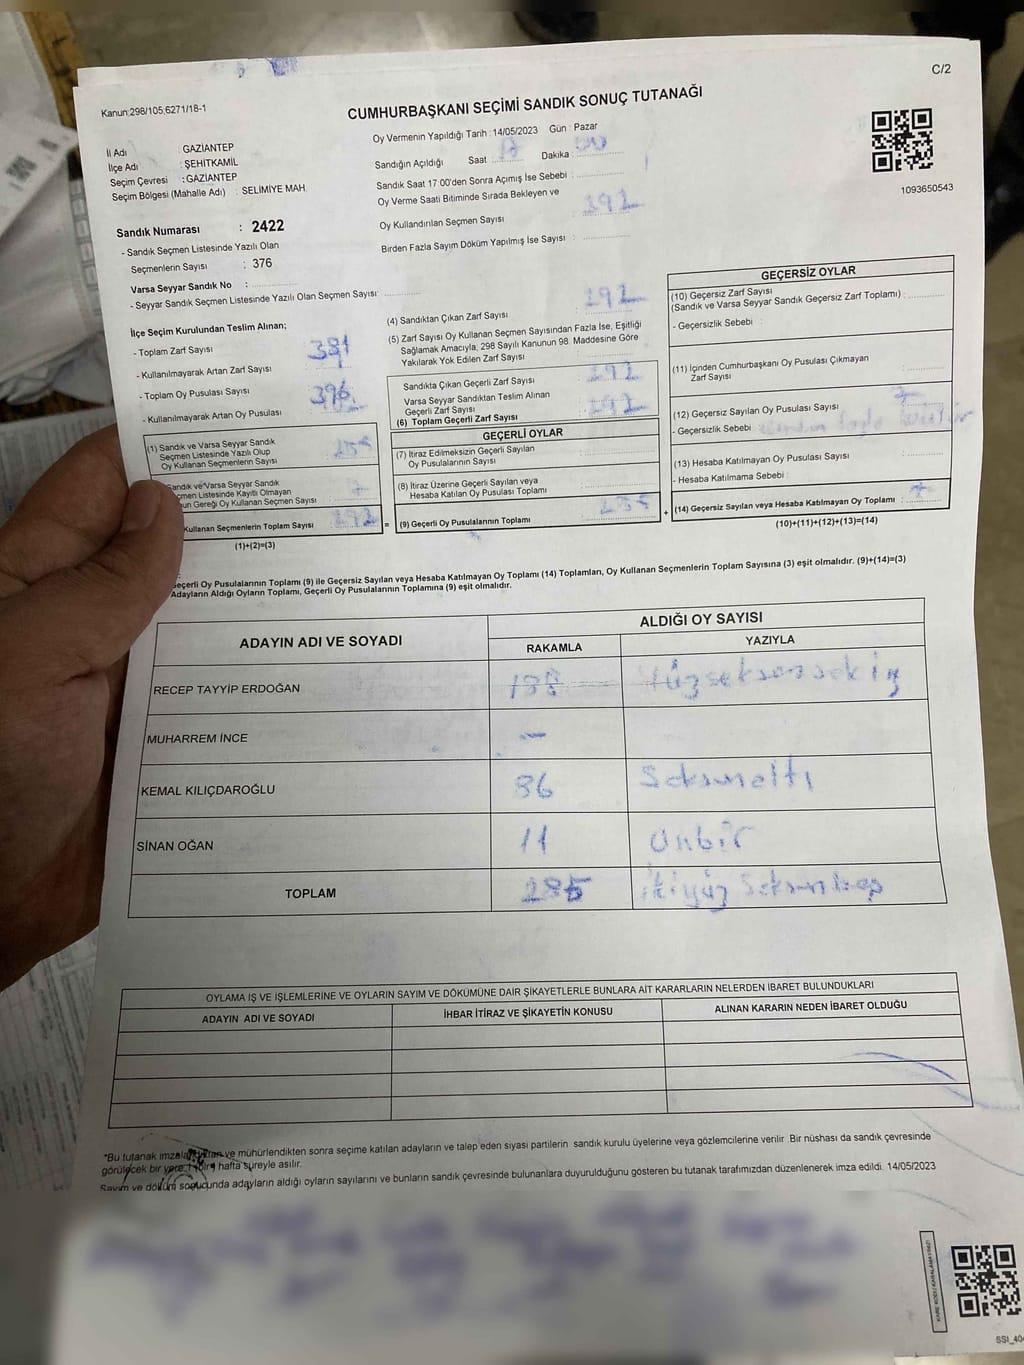 C/2
Kanun:298/105,6271/18-1
CUMHURBAŞKANI SEÇİMİ SANDIK SONUÇ TUTANAĞI
Oy Vermenin Yapıldığı Tarih :14/05/2023 Gün : Pazar
İl Adı : GAZİANTEP
İlçe Adı : ŞEHİTKAMİL
Seçim Çevresi : GAZİANTEP
Seçim Bölgesi (Mahalle Adı) : SELİMİYE MAH.
Sandığın Açıldığı Saat : 17 Dakika : 00
Sandık Saat 17:00'den Sonra Açımış İse Sebebi :
Oy Verme Saati Bitiminde Sırada Bekleyen ve
Oy Kullandırılan Seçmen Sayısı : 292
Birden Fazla Sayım Döküm Yapılmış İse Sayısı :
1093650543
Sandık Numarası : 2422
- Sandık Seçmen Listesinde Yazılı Olan
Seçmenlerin Sayısı : 376
Varsa Seyyar Sandık No :
- Seyyar Sandık Seçmen Listesinde Yazılı Olan Seçmen Sayısı:
İlçe Seçim Kurulundan Teslim Alınan;
- Toplam Zarf Sayısı
- Kullanılmayarak Artan Zarf Sayısı
- Toplam Oy Pusulası Sayısı 396
- Kullanılmayarak Artan Oy Pusulası
(1) Sandık ve Varsa Seyyar Sandık
Seçmen Listesinde Yazılı Olup
Oy Kullanan Seçmenlerin Sayısı
Sandık ve Varsa Seyyar Sandık
Listesinde Kayıtlı Olmayan
Gereği Oy Kullanan Seçmen Sayısı 7
Kullanan Seçmenlerin Toplam Sayısı 292 =
(1)+(2)=(3)
(4) Sandıktan Çıkan Zarf Sayısı : 292
(5) Zarf Sayısı Oy Kullanan Seçmen Sayısından Fazla İse, Eşitliği
Sağlamak Amacıyla, 298 Sayılı Kanunun 98. Maddesine Göre
Yakılarak Yok Edilen Zarf Sayısı :
Sandıkta Çıkan Geçerli Zarf Sayısı : 292
Varsa Seyyar Sandıktan Teslim Alınan
Geçerli Zarf Sayısı
(6) Toplam Geçerli Zarf Sayısı : 292
GEÇERLİ OYLAR
(7) İtiraz Edilmeksizin Geçerli Sayılan
Oy Pusulalarının Sayısı
(8) İtiraz Üzerine Geçerli Sayılan veya
Hesaba Katılan Oy Pusulası Toplamı
(9) Geçerli Oy Pusulalarının Toplamı : 285 +
GEÇERSİZ OYLAR
(10) Geçersiz Zarf Sayısı
(Sandık ve Varsa Seyyar Sandık Geçersiz Zarf Toplamı) :
- Geçersizlik Sebebi :
(11) İçinden Cumhurbaşkanı Oy Pusulası Çıkmayan
Zarf Sayısı
(12) Geçersiz Sayılan Oy Pusulası Sayısı : 7
- Geçersizlik Sebebi
(13) Hesaba Katılmayan Oy Pusulası Sayısı :
- Hesaba Katılmama Sebebi :
(14) Geçersiz Sayılan veya Hesaba Katılmayan Oy Toplamı : 7
(10)+(11)+(12)+(13)=(14)
Geçerli Oy Pusulalarının Toplamı (9) ile Geçersiz Sayılan veya Hesaba Katılmayan Oy Toplamı (14) Toplamları, Oy Kullanan Seçmenlerin Toplam Sayısına (3) eşit olmalıdır. (9)+(14)=(3)
Adayların Aldığı Oyların Toplamı, Geçerli Oy Pusulalarının Toplamına (9) eşit olmalıdır.
ADAYIN ADI VE SOYADI ALDIĞI OY SAYISI
RAKAMLA YAZIYLA
RECEP TAYYİP ERDOĞAN 188 Yüzseksensekiz
MUHARREM İNCE —
KEMAL KILIÇDAROĞLU 86 Seksenaltı
SİNAN OĞAN 11 Onbir
TOPLAM 285 ikiyüz Seksenbeş
OYLAMA İŞ VE İŞLEMLERİNE VE OYLARIN SAYIM VE DÖKÜMÜNE DAİR ŞİKAYETLERLE BUNLARA AİT KARARLARIN NELERDEN İBARET BULUNDUKLARI
ADAYIN ADI VE SOYADI İHBAR İTİRAZ VE ŞİKAYETİN KONUSU ALINAN KARARIN NEDEN İBARET OLDUĞU
*Bu tutanak ve mühürlendikten sonra seçime katılan adayların ve talep eden siyasi partilerin sandık kurulu üyelerine veya gözlemcilerine verilir. Bir nüshası da sandık çevresinde
görülecek bir yere hafta süreyle asılır.
Sayım ve döküm sonucunda adayların aldığı oyların sayılarını ve bunların sandık çevresinde bulunanlara duyurulduğunu gösteren bu tutanak tarafımızdan düzenlenerek imza edildi. 14/05/2023